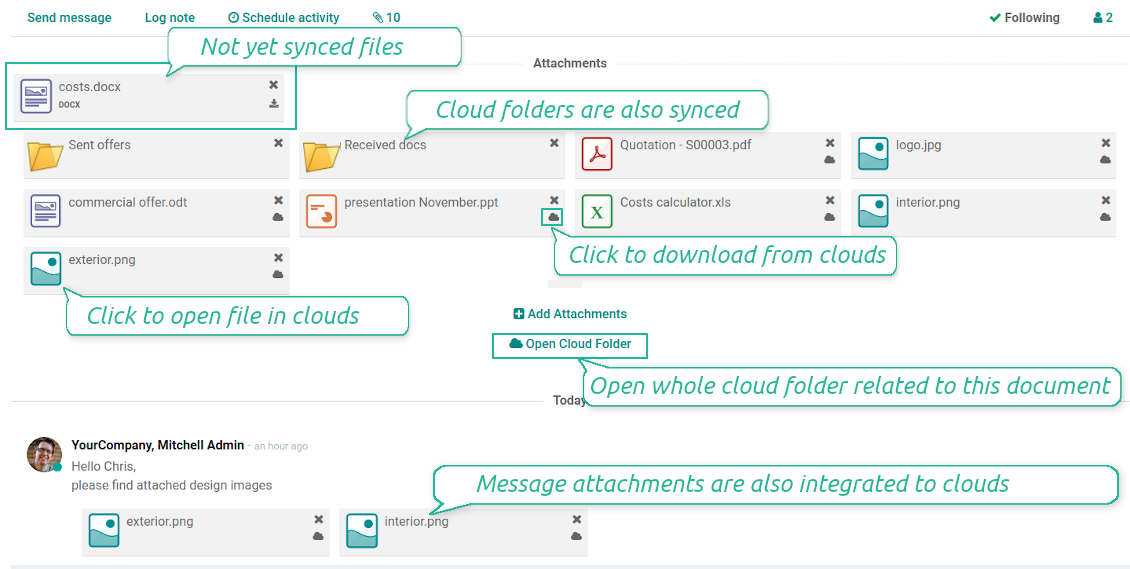 Send message Log note Schedule activity 10 Following 2
Not yet synced files
Attachments
costs.docx
DOCX
Cloud folders are also synced
Sent offers Received docs Quotation - S00003.pdf logo.jpg
commercial offer.odt presentation November.ppt Costs calculator.xls interior.png
Click to download from clouds
exterior.png
Click to open file in clouds
Add Attachments
Open Cloud Folder
Open whole cloud folder related to this document
Today
YourCompany, Mitchell Admin - an hour ago
Hello Chris,
please find attached design images
Message attachments are also integrated to clouds
exterior.png interior.png